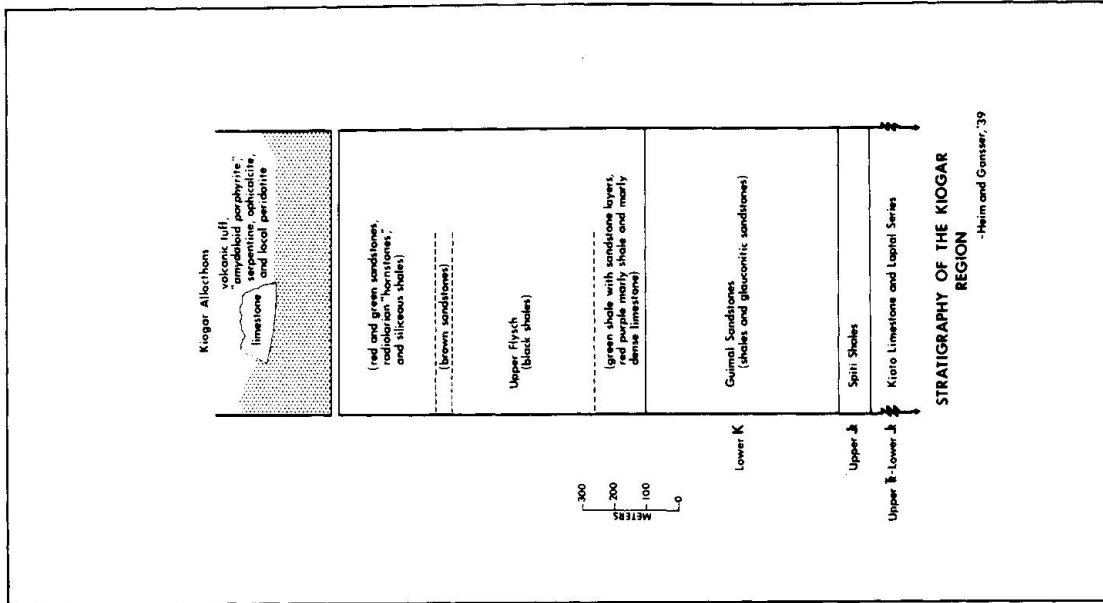 Kiogar Allocthons
volcanic tuff,
"amydaloid porphyrite",
serpentine, ophicalcite,
and local peridotite
limestone
(red and green sandstones,
radiolarian "hornstones",
and siliceous shales)
(brown sandstones)
Upper Flysch
(black shales)
(green shale with sandstone layers,
red purple marly shale and marly
dense limestone)
Guimal Sandstones
(shales and glauconitic sandstones)
Spiti Shales
Kioto Limestone and Laptal Series
Lower K
Upper J
Upper Tr-Lower J
300
200
100
0
METERS
STRATIGRAPHY OF THE KIOGAR
REGION
-Heim and Gansser, '39